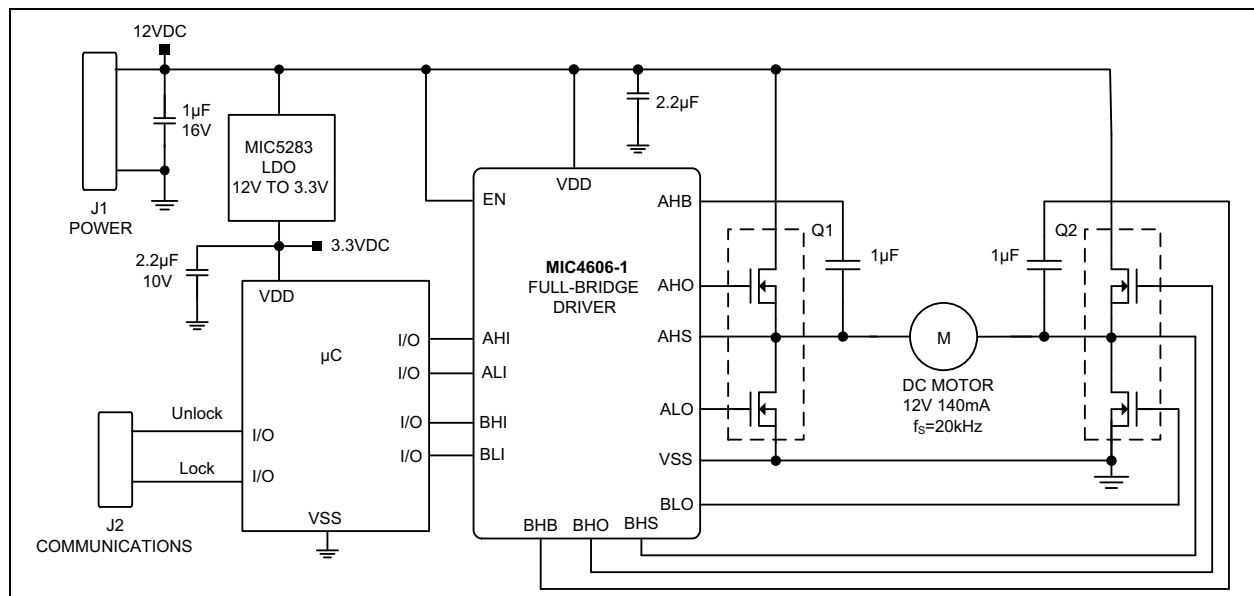 12VDC
1µF
16V
MIC5283
LDO
12V TO 3.3V
J1
POWER
2.2µF
10V
3.3VDC
VDD
µC
I/O
I/O
I/O
I/O
Unlock
I/O
Lock
I/O
VSS
J2
COMMUNICATIONS
2.2µF
VDD
EN
MIC4606-1
FULL-BRIDGE
DRIVER
AHI
ALI
BHI
BLI
AHB
AHO
AHS
ALO
VSS
BLO
BHB
BHO
BHS
Q1
1µF
M
DC MOTOR
12V 140mA
fS=20kHz
1µF
Q2